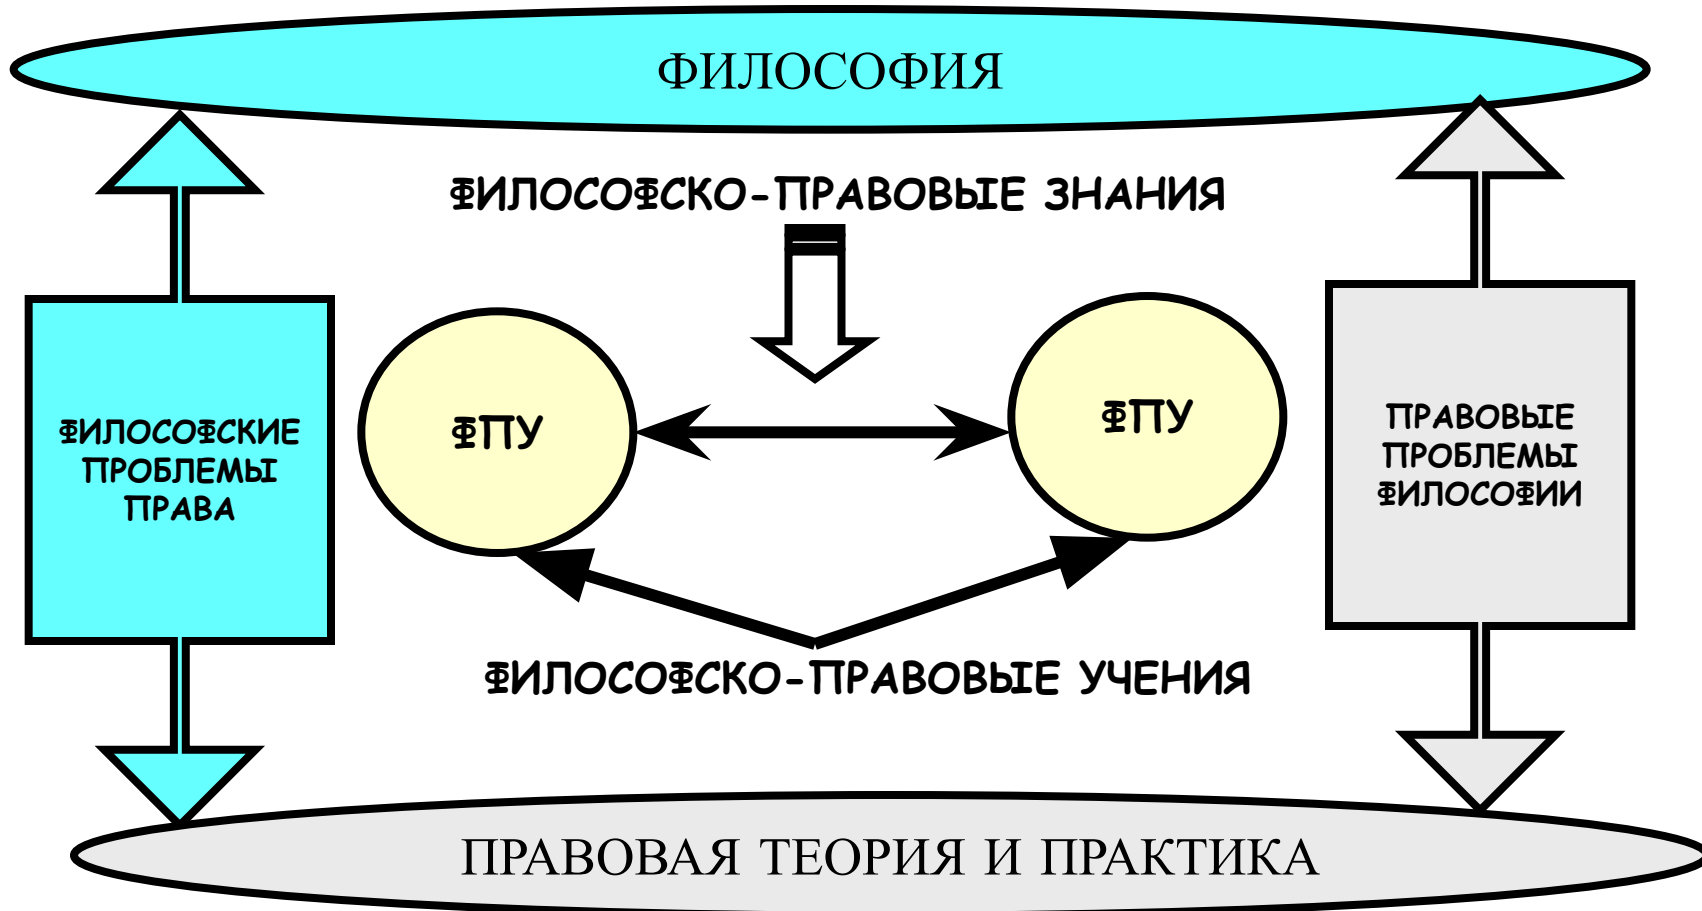 ФИЛОСОФИЯ
ФИЛОСОФСКО-ПРАВОВЫЕ ЗНАНИЯ
ФИЛОСОФСКИЕ
ПРОБЛЕМЫ
ПРАВА
ФПУ
ФПУ
ПРАВОВЫЕ
ПРОБЛЕМЫ
ФИЛОСОФИИ
ФИЛОСОФСКО-ПРАВОВЫЕ УЧЕНИЯ
ПРАВОВАЯ ТЕОРИЯ И ПРАКТИКА